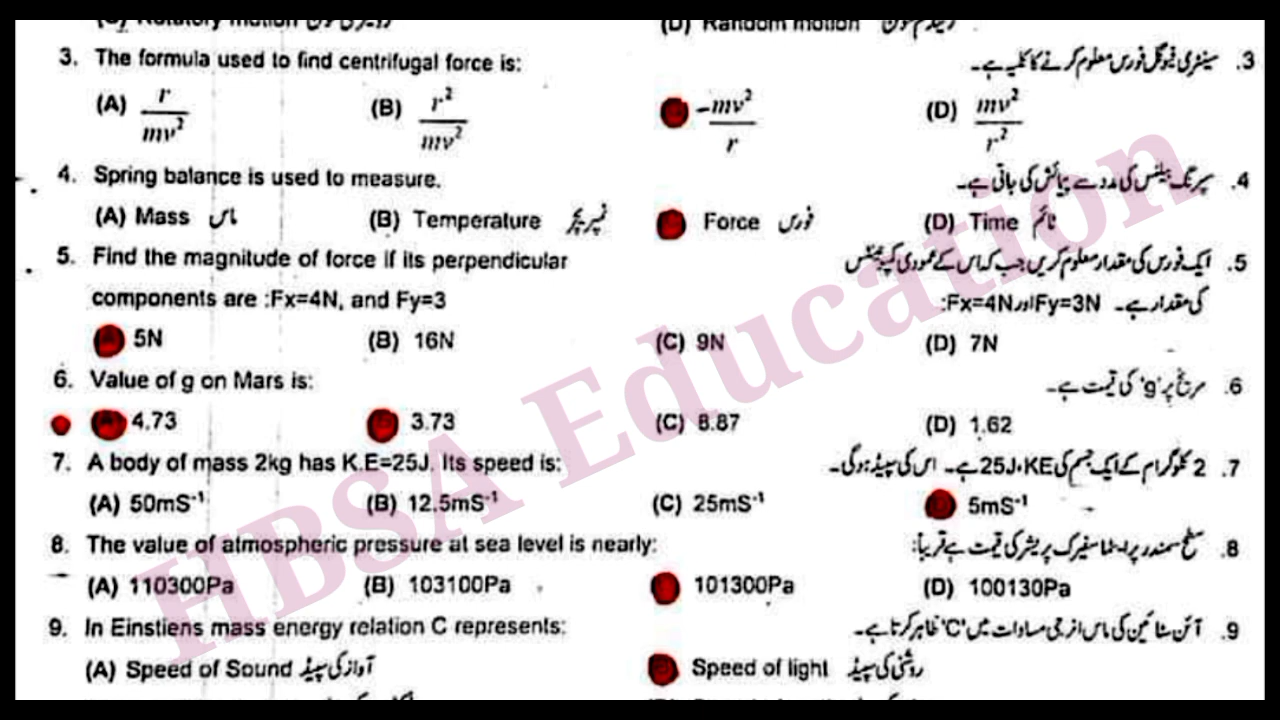 Rotatory motion
(D) Random motion
3. The formula used to find centrifugal force is: سینٹری فیوگل فورس معلوم کرنے کا کلیہ ہے۔ .3
(A) r/mv² (B) r²/mv² -mv²/r (D) mv²/r²
4. Spring balance is used to measure. سپرنگ بیلنس کی مدد سے پیمائش کی جاتی ہے۔ .4
(A) Mass ماس (B) Temperature ٹمپریچر Force فورس (D) Time ٹائم
5. Find the magnitude of force if its perpendicular ایک فورس کی مقدار معلوم کریں جب کہ اس کے عمودی کمپونینٹس .5
components are :Fx=4N, and Fy=3 کی مقدار ہے۔ Fy=3N اور Fx=4N:
5N (B) 16N (C) 9N (D) 7N
6. Value of g on Mars is: مریخ پر 'g' کی قیمت ہے۔ .6
4.73 3.73 (C) 8.87 (D) 1.62
7. A body of mass 2kg has K.E=25J. Its speed is: 2 کلوگرام کے ایک جسم کی KE،25J ہے۔ اس کی سپیڈ ہوگی۔ .7
(A) 50mS⁻¹ (B) 12.5mS⁻¹ (C) 25mS⁻¹ 5mS⁻¹
8. The value of atmospheric pressure at sea level is nearly: سطح سمندر پر اٹماسفیرک پریشر کی قیمت ہے تقریباً: .8
(A) 110300Pa (B) 103100Pa 101300Pa (D) 100130Pa
9. In Einstiens mass energy relation C represents: آئن سٹائین کی ماس انرجی مساوات میں 'C' ظاہر کرتا ہے۔ .9
(A) Speed of Sound آواز کی سپیڈ Speed of light روشنی کی سپیڈ
HBSA Education